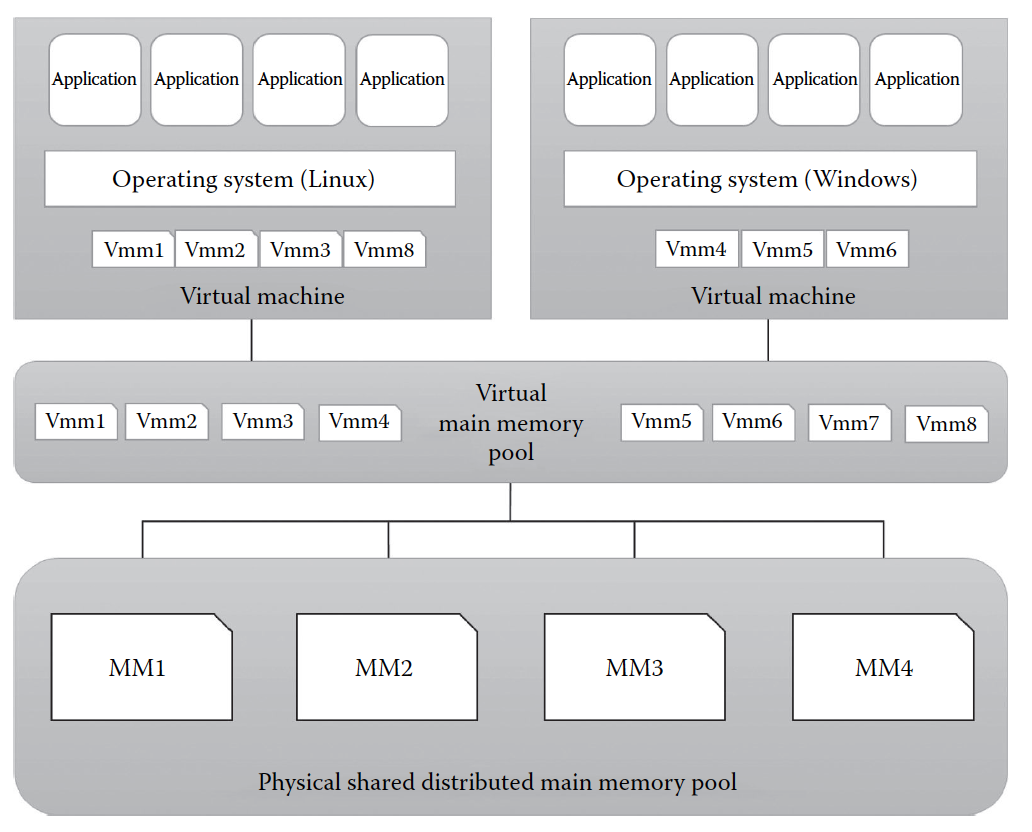 Application Application Application Application
Operating system (Linux)
Vmm1 Vmm2 Vmm3 Vmm8
Virtual machine
Application Application Application Application
Operating system (Windows)
Vmm4 Vmm5 Vmm6
Virtual machine
Vmm1 Vmm2 Vmm3 Vmm4
Virtual
main memory
pool
Vmm5 Vmm6 Vmm7 Vmm8
MM1 MM2 MM3 MM4
Physical shared distributed main memory pool